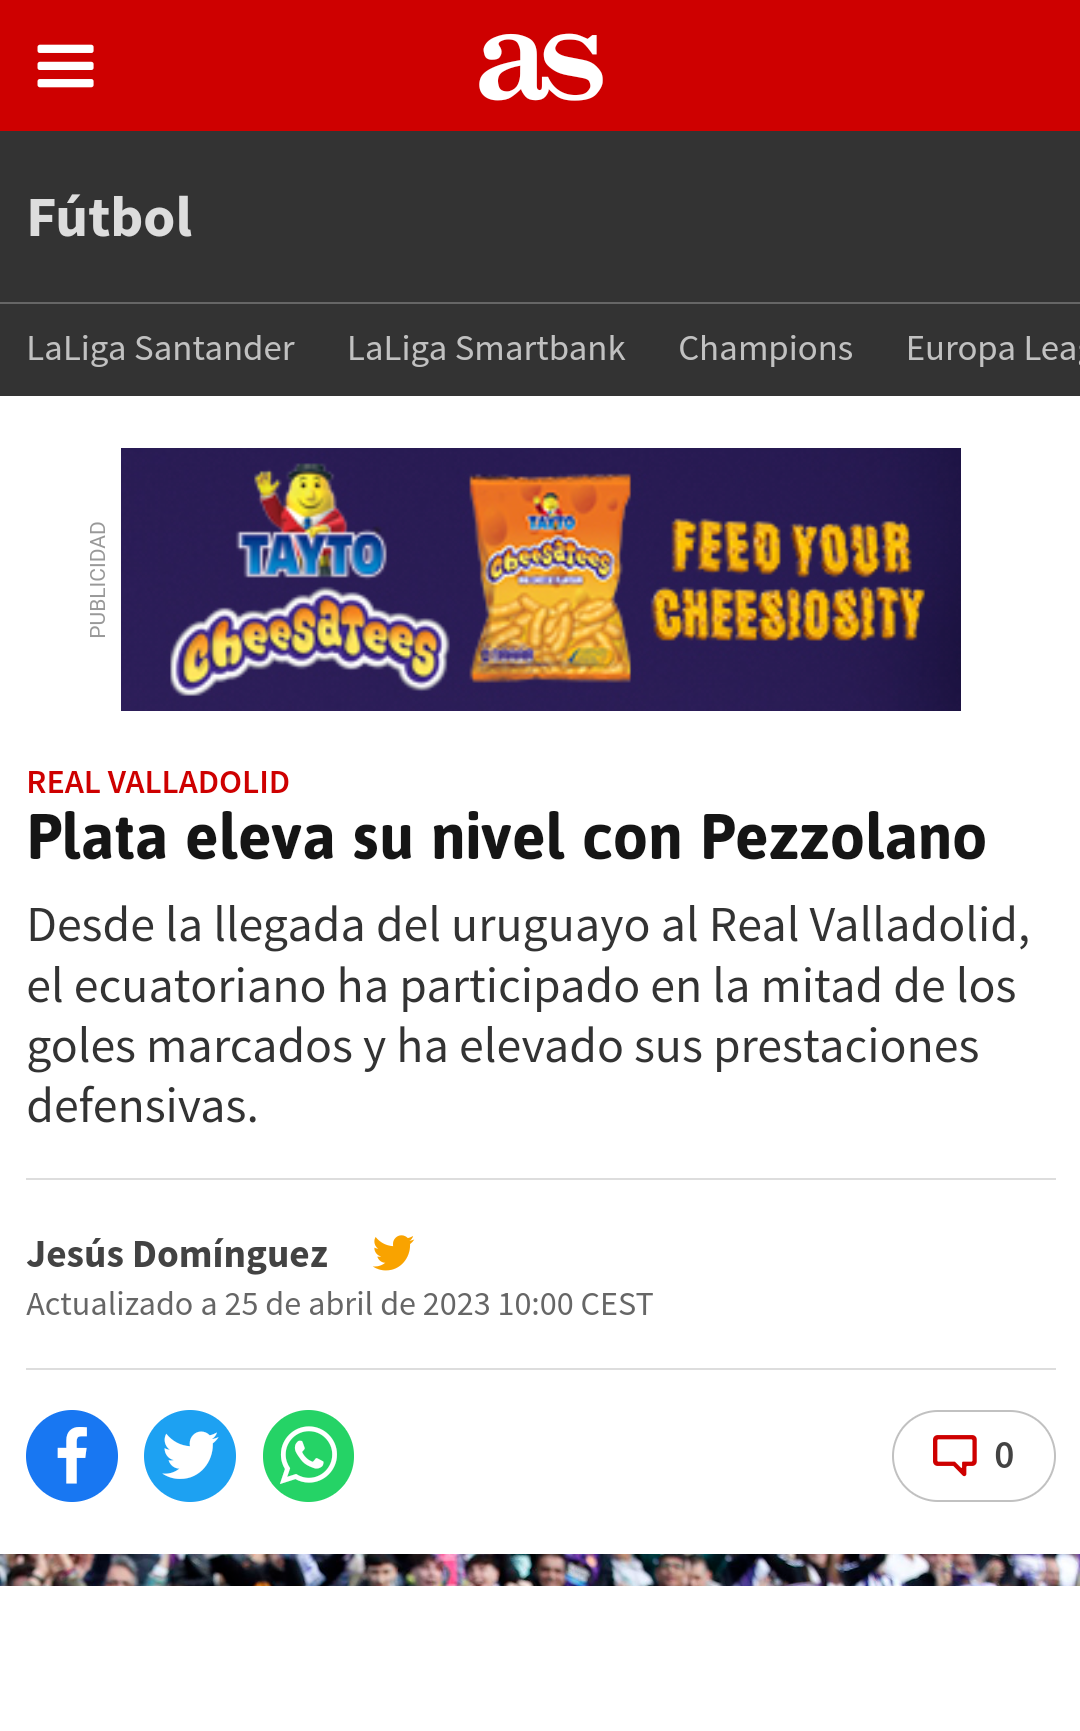 as
Fútbol
LaLiga Santander LaLiga Smartbank Champions Europa Lea
PUBLICIDAD
TAYTO
Cheesatees
TAYTO
Cheesatees
FEED YOUR
CHEESIOSITY
REAL VALLADOLID
Plata eleva su nivel con Pezzolano
Desde la llegada del uruguayo al Real Valladolid,
el ecuatoriano ha participado en la mitad de los
goles marcados y ha elevado sus prestaciones
defensivas.
Jesús Domínguez
Actualizado a 25 de abril de 2023 10:00 CEST
0